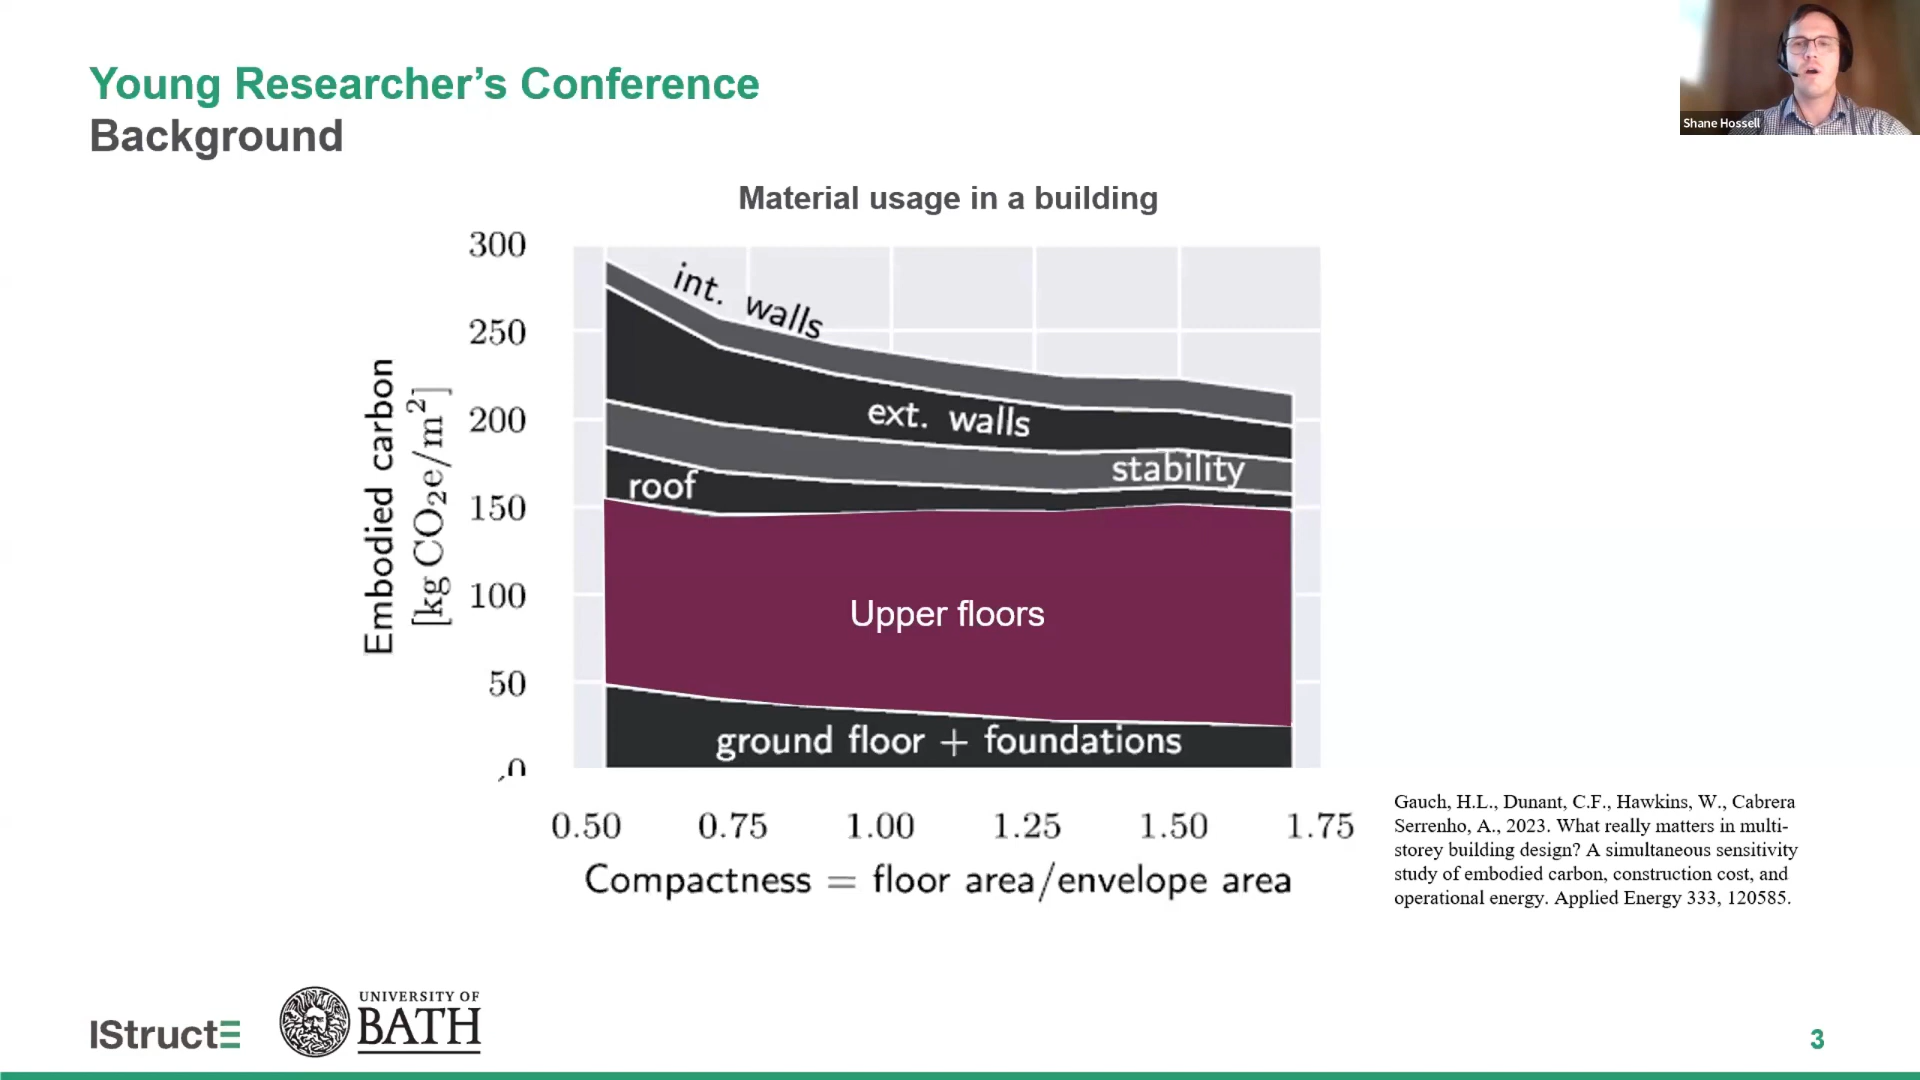 Young Researcher's Conference
Background
Shane Hossell
Material usage in a building
300
250
200
150
100
50
0
Embodied carbon
[kg CO₂e/m²]
int. walls
ext. walls
stability
roof
Upper floors
ground floor + foundations
0.50 0.75 1.00 1.25 1.50 1.75
Compactness = floor area/envelope area
Gauch, H.L., Dunant, C.F., Hawkins, W., Cabrera
Serrenho, A., 2023. What really matters in multi-
storey building design? A simultaneous sensitivity
study of embodied carbon, construction cost, and
operational energy. Applied Energy 333, 120585.
IStructE
UNIVERSITY OF
BATH
3